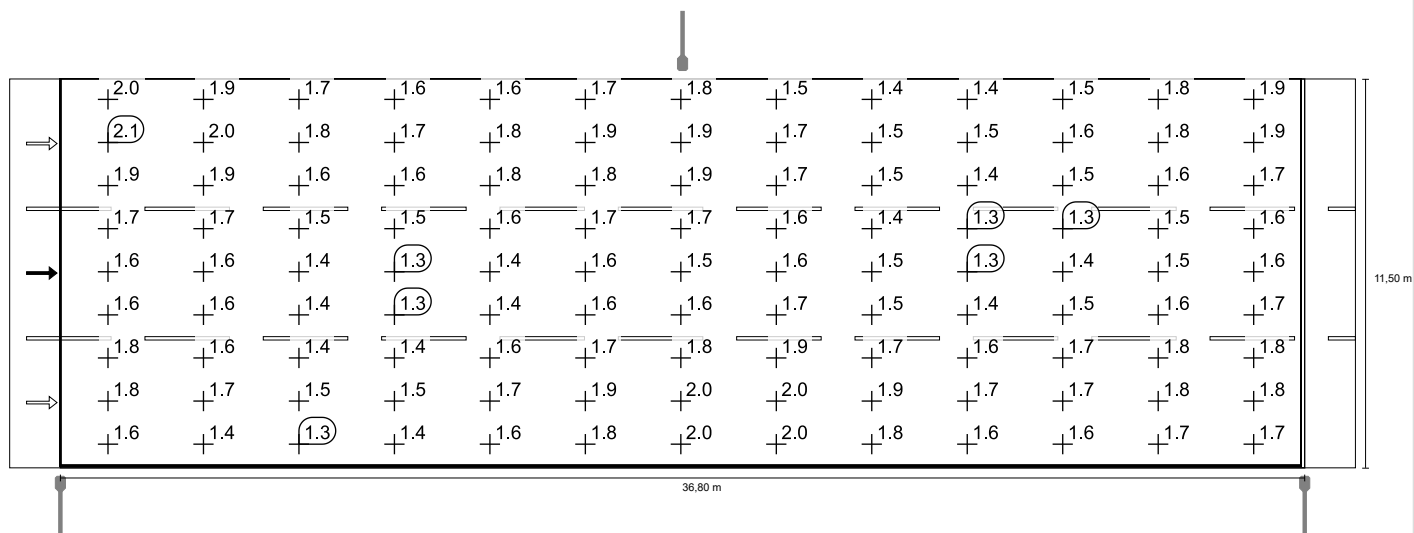 2.0 1.9 1.7 1.6 1.6 1.7 1.8 1.5 1.4 1.4 1.5 1.8 1.9
2.1 2.0 1.8 1.7 1.8 1.9 1.9 1.7 1.5 1.5 1.6 1.8 1.9
1.9 1.9 1.6 1.6 1.8 1.8 1.9 1.7 1.5 1.4 1.5 1.6 1.7
1.7 1.7 1.5 1.5 1.6 1.7 1.7 1.6 1.4 1.3 1.3 1.5 1.6
1.6 1.6 1.4 1.3 1.4 1.6 1.5 1.6 1.5 1.3 1.4 1.5 1.6
11,50 m
1.6 1.6 1.4 1.3 1.4 1.6 1.6 1.7 1.5 1.4 1.5 1.6 1.7
1.8 1.6 1.4 1.4 1.6 1.7 1.8 1.9 1.7 1.6 1.7 1.8 1.8
1.8 1.7 1.5 1.5 1.7 1.9 2.0 2.0 1.9 1.7 1.7 1.8 1.8
1.6 1.4 1.3 1.4 1.6 1.8 2.0 2.0 1.8 1.6 1.6 1.7 1.7
36,80 m